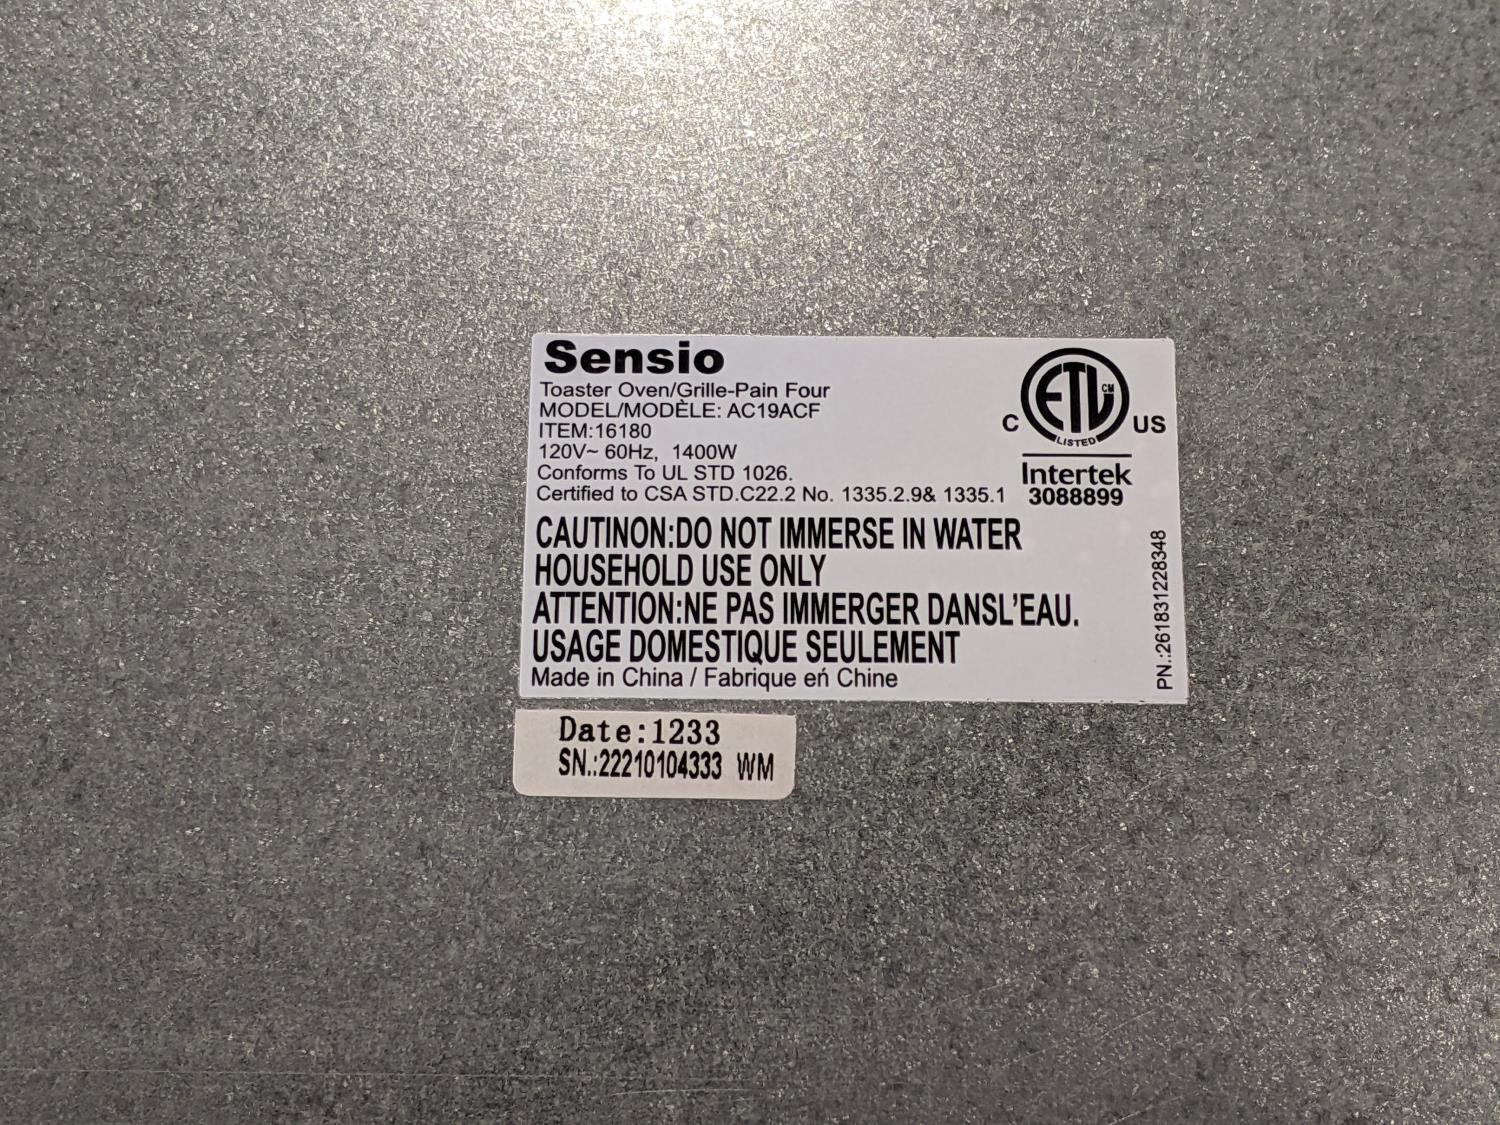 Sensio
Toaster Oven/Grille-Pain Four
MODEL/MODÈLE: AC19ACF
ITEM:16180
120V~ 60Hz, 1400W
Conforms To UL STD 1026.
Certified to CSA STD.C22.2 No. 1335.2.9& 1335.1
ETL CM
LISTED
C US
Intertek
3088899
CAUTINON:DO NOT IMMERSE IN WATER
HOUSEHOLD USE ONLY
ATTENTION:NE PAS IMMERGER DANSL'EAU.
USAGE DOMESTIQUE SEULEMENT
Made in China / Fabrique eń Chine
PN.:261831228348
Date:1233
SN.:22210104333 WM